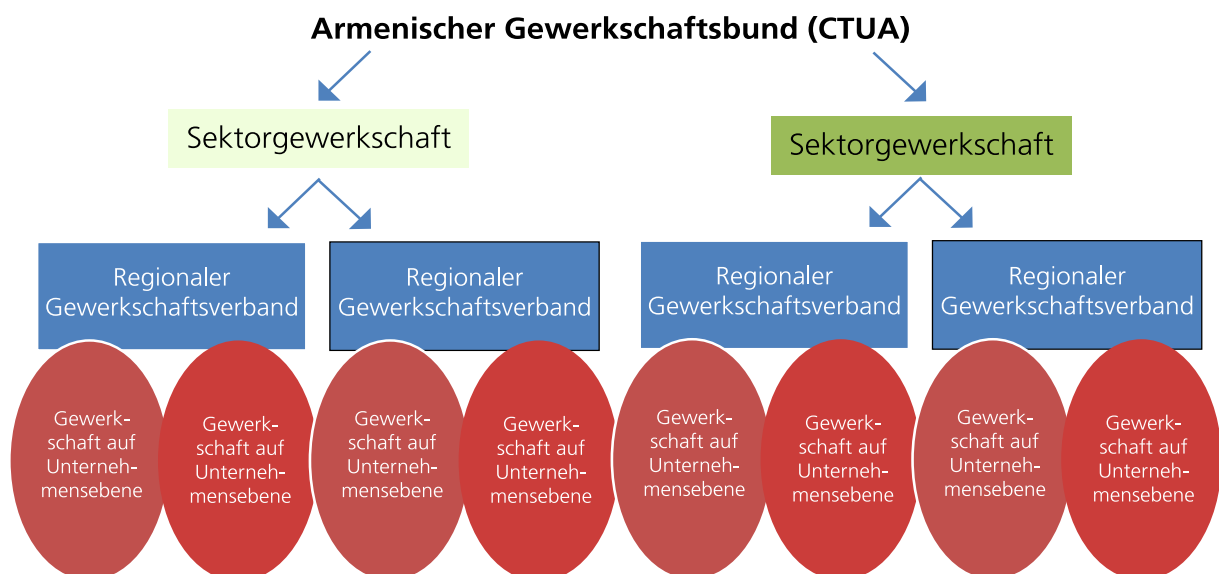 Armenischer Gewerkschaftsbund (CTUA)
Sektorgewerkschaft
Sektorgewerkschaft
Regionaler
Gewerkschaftsverband
Regionaler
Gewerkschaftsverband
Regionaler
Gewerkschaftsverband
Regionaler
Gewerkschaftsverband
Gewerk-
schaft auf
Unterneh-
mensebene
Gewerk-
schaft auf
Unterneh-
mensebene
Gewerk-
schaft auf
Unterneh-
mensebene
Gewerk-
schaft auf
Unterneh-
mensebene
Gewerk-
schaft auf
Unterneh-
mensebene
Gewerk-
schaft auf
Unterneh-
mensebene
Gewerk-
schaft auf
Unterneh-
mensebene
Gewerk-
schaft auf
Unterneh-
mensebene